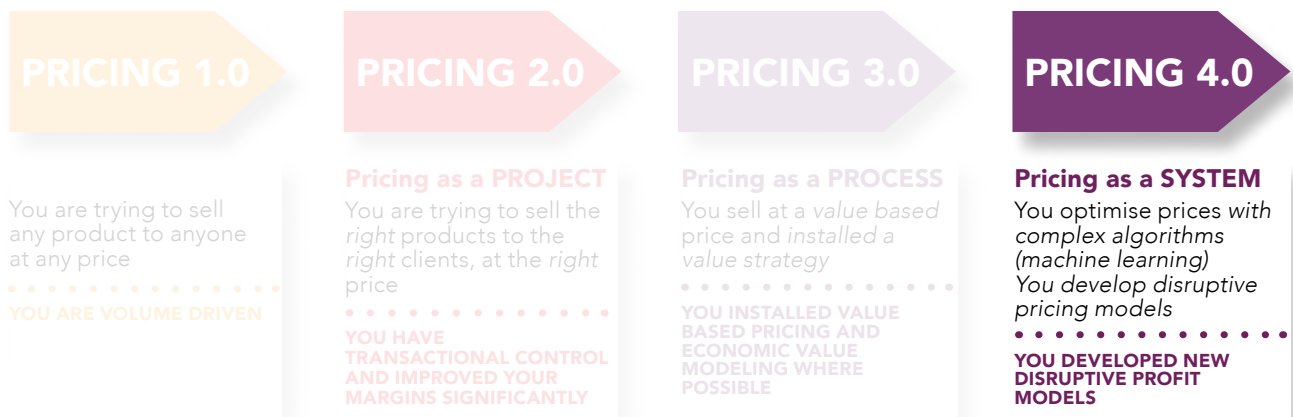 PRICING 1.0
You are trying to sell
any product to anyone
at any price
YOU ARE VOLUME DRIVEN
PRICING 2.0
Pricing as a PROJECT
You are trying to sell the
right products to the
right clients, at the right
price
YOU HAVE
TRANSACTIONAL CONTROL
AND IMPROVED YOUR
MARGINS SIGNIFICANTLY
PRICING 3.0
Pricing as a PROCESS
You sell at a value based
price and installed a
value strategy
YOU INSTALLED VALUE
BASED PRICING AND
ECONOMIC VALUE
MODELING WHERE
POSSIBLE
PRICING 4.0
Pricing as a SYSTEM
You optimise prices with
complex algorithms
(machine learning)
You develop disruptive
pricing models
YOU DEVELOPED NEW
DISRUPTIVE PROFIT
MODELS